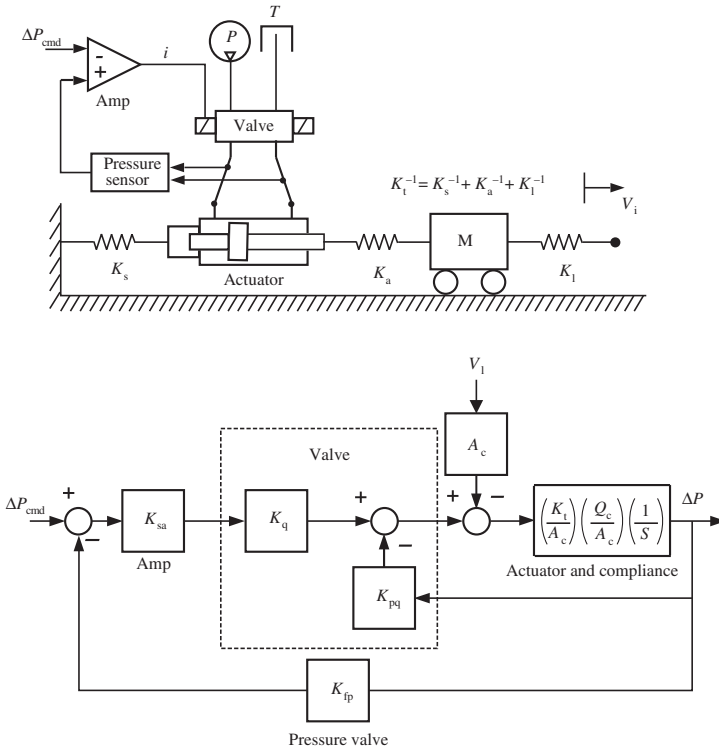 T
P
ΔP_cmd
i
-
+
Amp
Valve
Pressure
sensor
K_t^{-1} = K_s^{-1} + K_a^{-1} + K_l^{-1}
V_i
M
K_s
Actuator
K_a
K_l
V_l
A_c
Valve
ΔP_cmd
+
−
K_sa
Amp
K_q
+
−
K_pq
+
−
(K_t/A_c) (Q_c/A_c) (1/S)
ΔP
Actuator and compliance
K_fp
Pressure valve